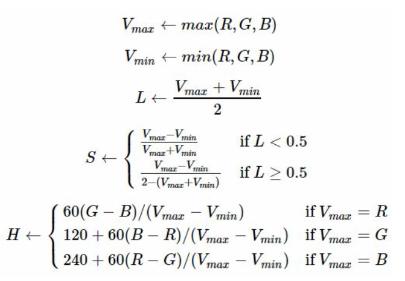 V_max ← max(R, G, B)
V_min ← min(R, G, B)
L ← (V_max + V_min) / 2
S ← { (V_max − V_min) / (V_max + V_min) if L < 0.5
(V_max − V_min) / (2 − (V_max + V_min)) if L ≥ 0.5
H ← { 60(G − B)/(V_max − V_min) if V_max = R
120 + 60(B − R)/(V_max − V_min) if V_max = G
240 + 60(R − G)/(V_max − V_min) if V_max = B